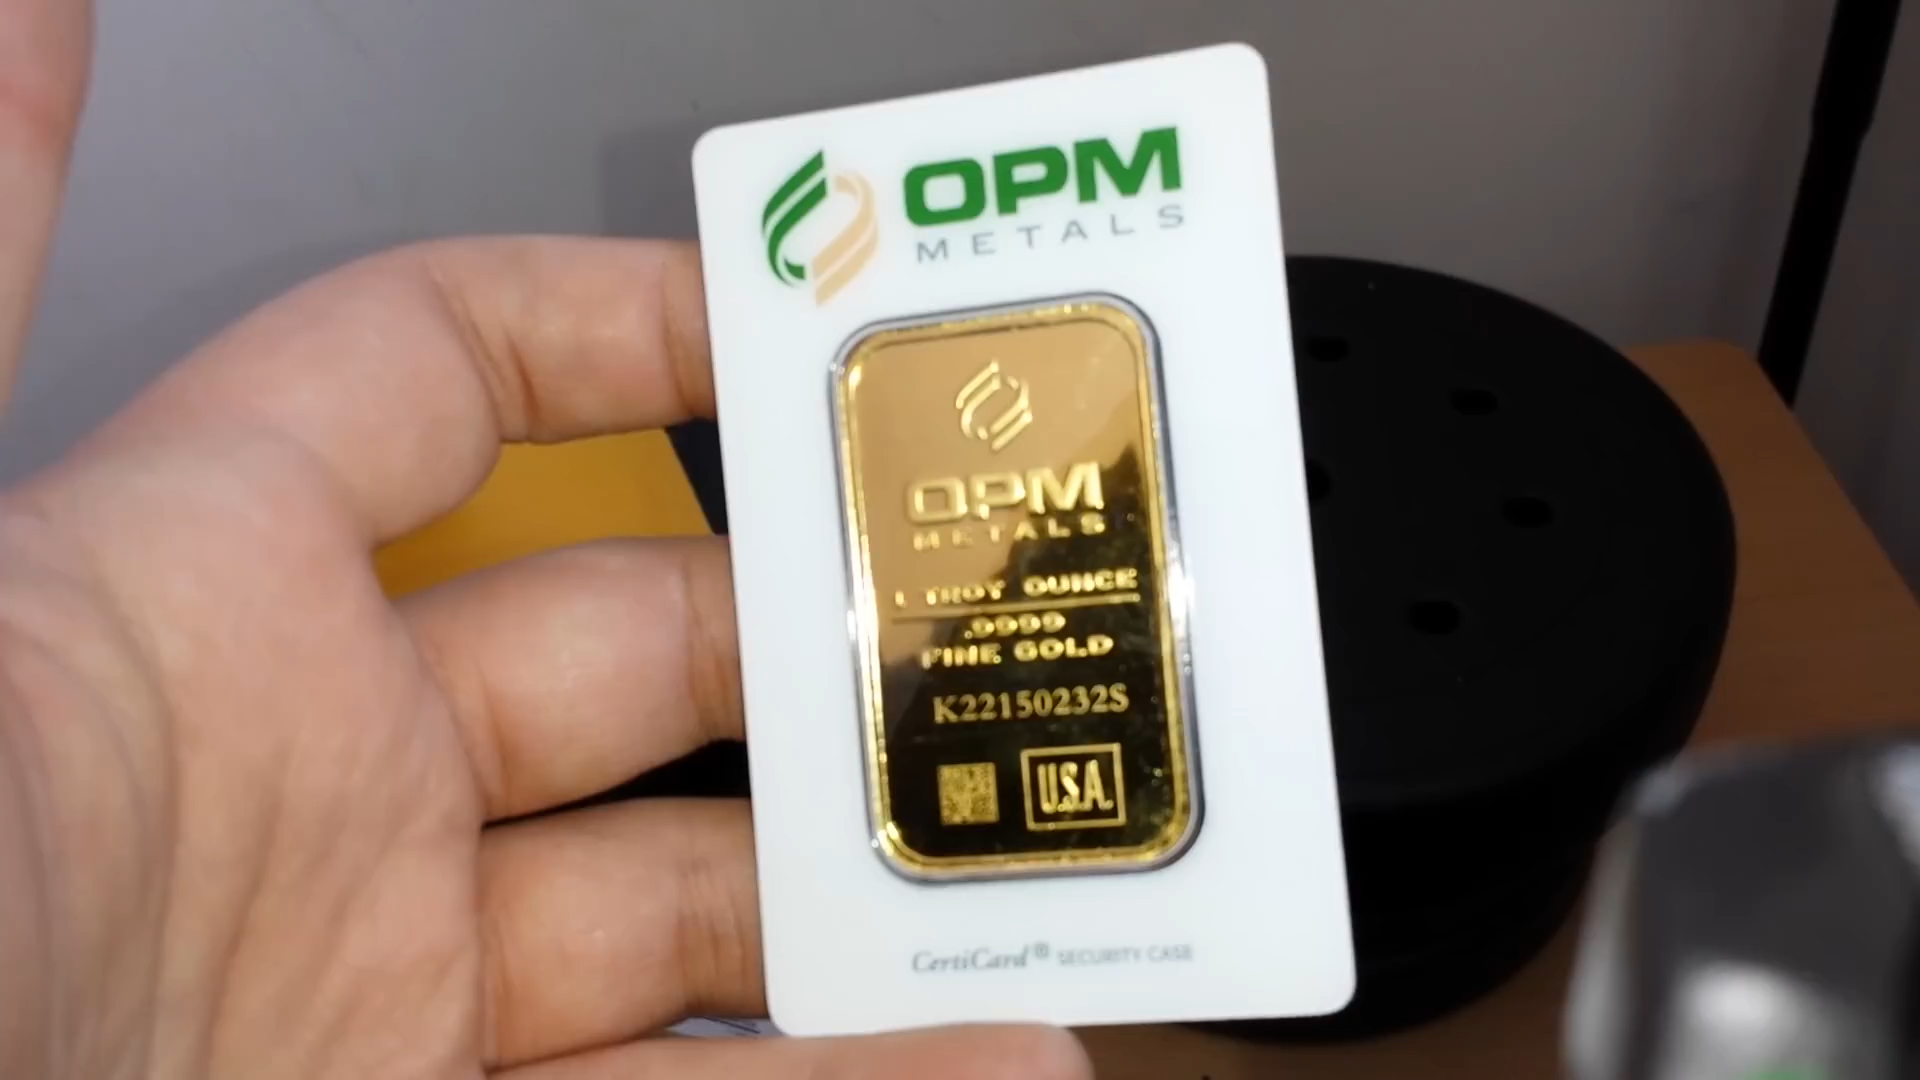 OPM
METALS
OPM
METALS
1 TROY OUNCE
.9999
FINE GOLD
K22150232S
U.S.A.
CertiCard® SECURITY CASE